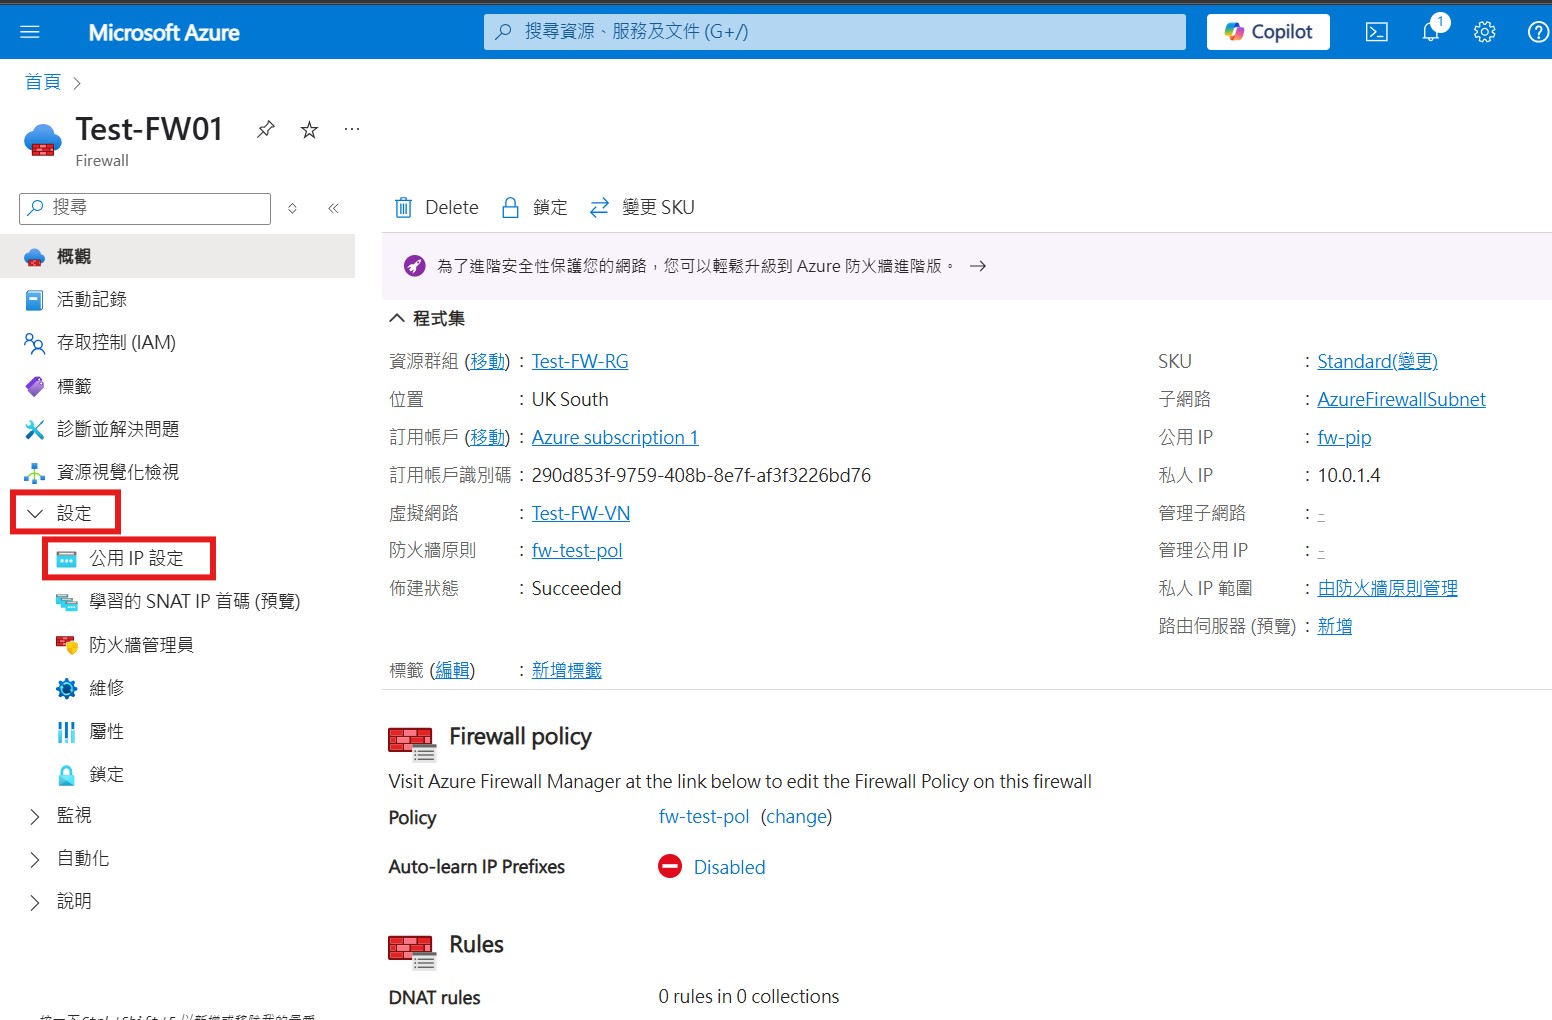 Microsoft Azure
搜尋資源、服務及文件 (G+/)
Copilot
1
首頁
Test-FW01
Firewall
搜尋
概觀
活動記錄
存取控制 (IAM)
標籤
診斷並解決問題
資源視覺化檢視
設定
公用 IP 設定
學習的 SNAT IP 首碼 (預覽)
防火牆管理員
維修
屬性
鎖定
監視
自動化
說明
Delete 鎖定 變更 SKU
為了進階安全性保護您的網路，您可以輕鬆升級到 Azure 防火牆進階版。 →
程式集
資源群組 (移動) : Test-FW-RG
位置 : UK South
訂用帳戶 (移動) : Azure subscription 1
訂用帳戶識別碼 : 290d853f-9759-408b-8e7f-af3f3226bd76
虛擬網路 : Test-FW-VN
防火牆原則 : fw-test-pol
佈建狀態 : Succeeded
SKU : Standard(變更)
子網路 : AzureFirewallSubnet
公用 IP : fw-pip
私人 IP : 10.0.1.4
管理子網路 : -
管理公用 IP : -
私人 IP 範圍 : 由防火牆原則管理
路由伺服器 (預覽) : 新增
標籤 (編輯) : 新增標籤
Firewall policy
Visit Azure Firewall Manager at the link below to edit the Firewall Policy on this firewall
Policy fw-test-pol (change)
Auto-learn IP Prefixes Disabled
Rules
DNAT rules 0 rules in 0 collections